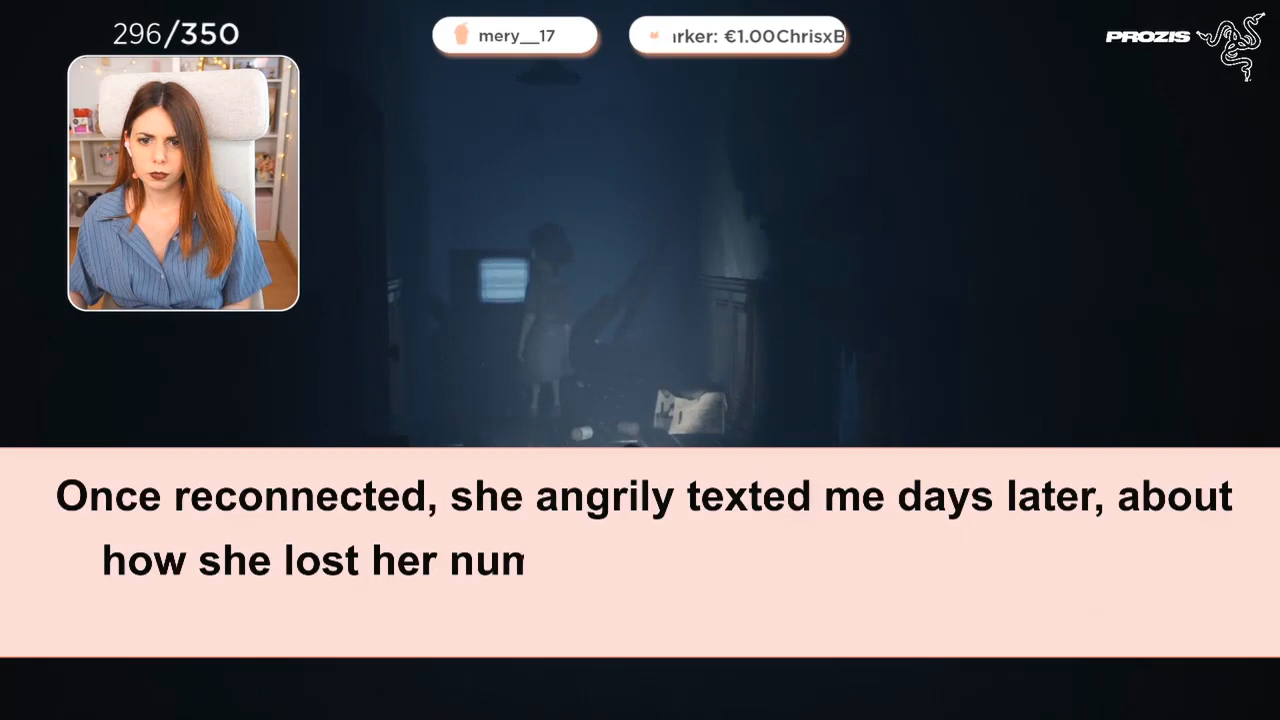 296/350
mery__17
rker: €1.00ChrisxB
PROZIS
Once reconnected, she angrily texted me days later, about
how she lost her num